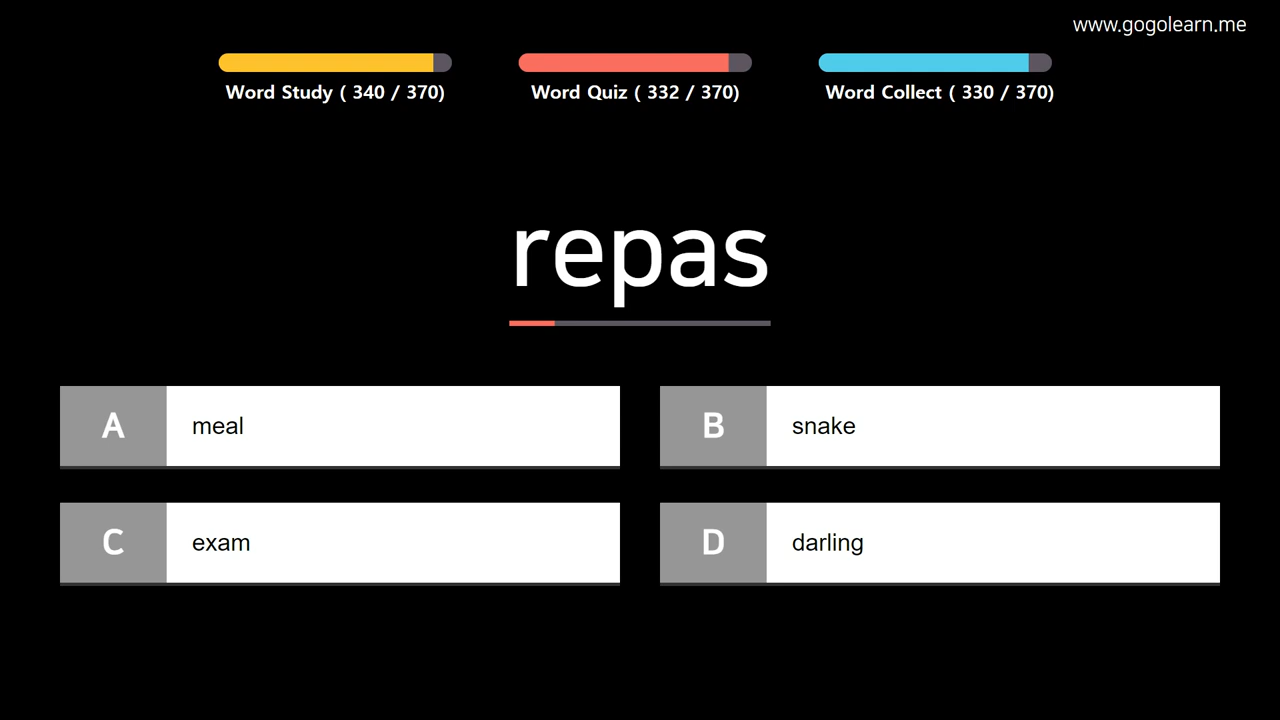 www.gogolearn.me
Word Study ( 340 / 370)
Word Quiz ( 332 / 370)
Word Collect ( 330 / 370)
repas
A meal
B snake
C exam
D darling